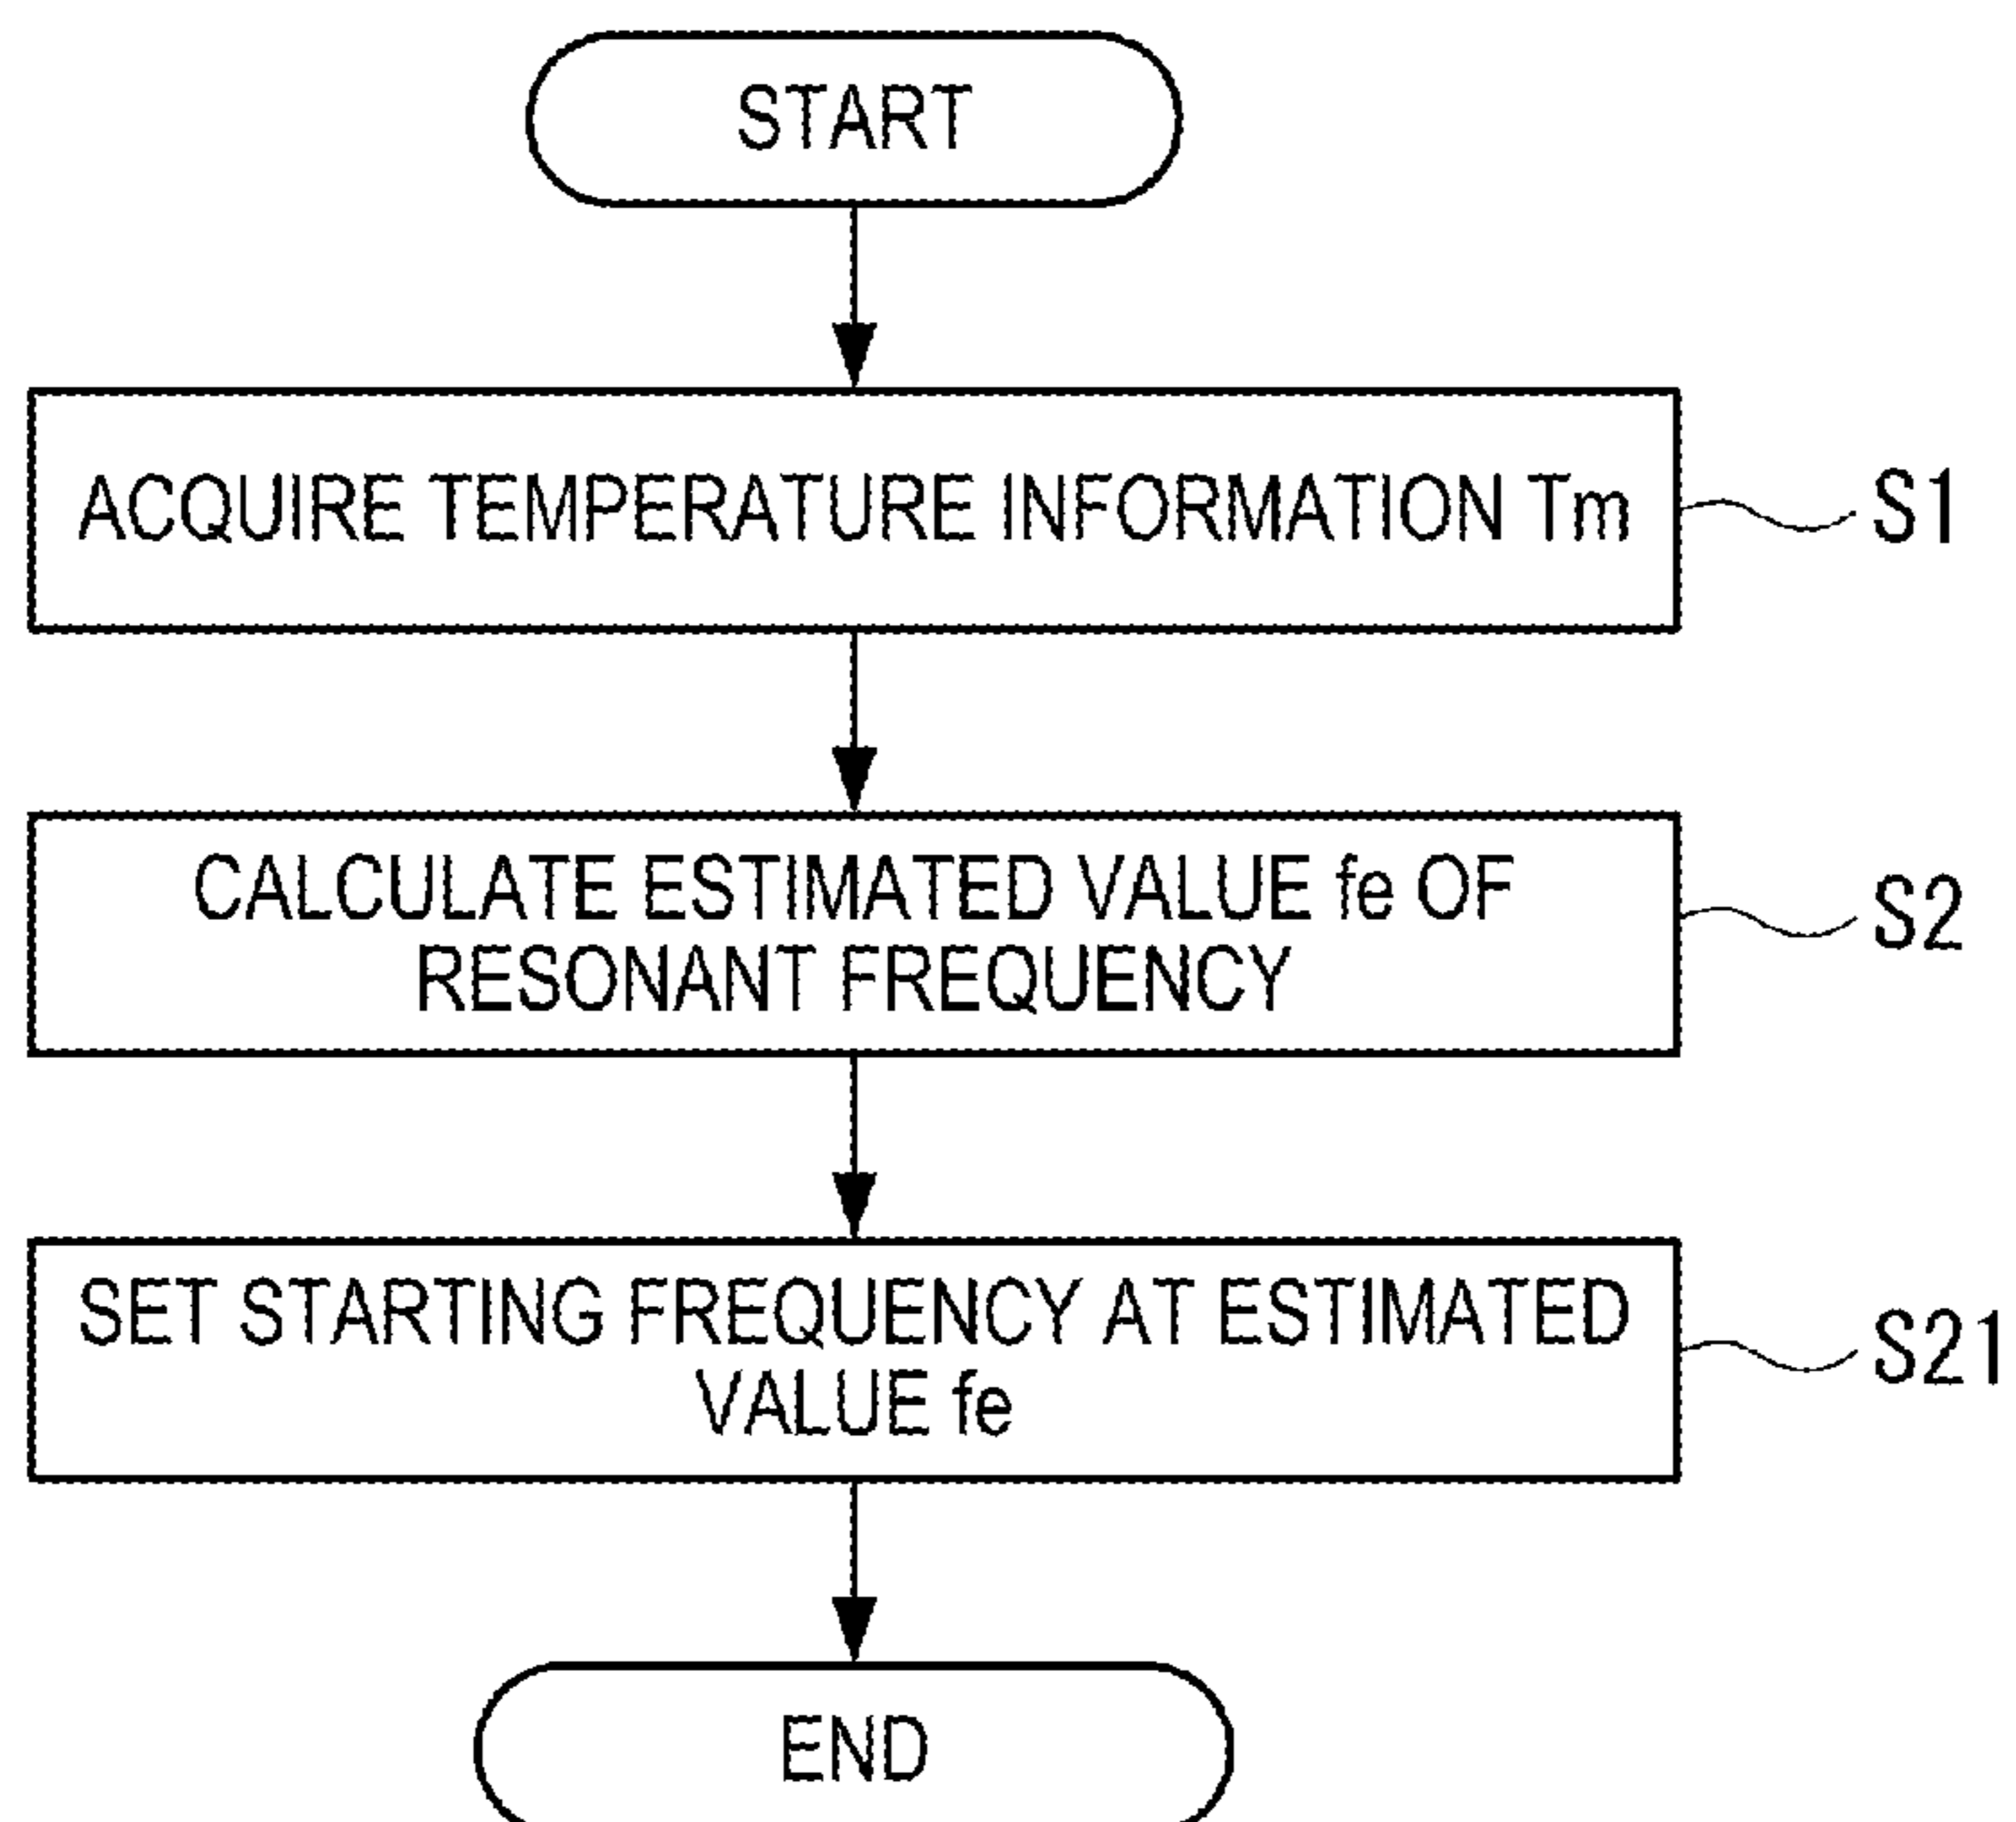 START
ACQUIRE TEMPERATURE INFORMATION Tm
S1
CALCULATE ESTIMATED VALUE fe OF
RESONANT FREQUENCY
S2
SET STARTING FREQUENCY AT ESTIMATED
VALUE fe
S21
END